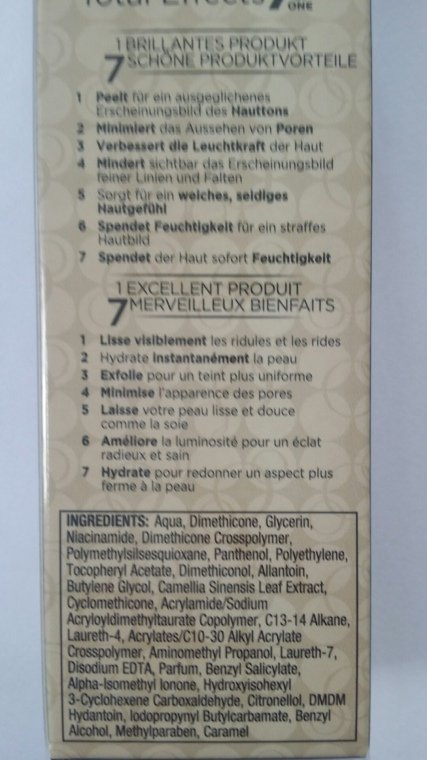 Total Effects 7
ONE
1 BRILLANTES PRODUKT
7 SCHÖNE PRODUKTVORTEILE
1 Peelt für ein ausgeglichenes
Erscheinungsbild des Hauttons
2 Minimiert das Aussehen von Poren
3 Verbessert die Leuchtkraft der Haut
4 Mindert sichtbar das Erscheinungsbild
feiner Linien und Falten
5 Sorgt für ein weiches, seidiges
Hautgefühl
6 Spendet Feuchtigkeit für ein straffes
Hautbild
7 Spendet der Haut sofort Feuchtigkeit
1 EXCELLENT PRODUIT
7 MERVEILLEUX BIENFAITS
1 Lisse visiblement les ridules et les rides
2 Hydrate instantanément la peau
3 Exfolie pour un teint plus uniforme
4 Minimise l'apparence des pores
5 Laisse votre peau lisse et douce
comme la soie
6 Améliore la luminosité pour un éclat
radieux et sain
7 Hydrate pour redonner un aspect plus
ferme à la peau
INGREDIENTS: Aqua, Dimethicone, Glycerin,
Niacinamide, Dimethicone Crosspolymer,
Polymethylsilsesquioxane, Panthenol, Polyethylene,
Tocopheryl Acetate, Dimethiconol, Allantoin,
Butylene Glycol, Camellia Sinensis Leaf Extract,
Cyclomethicone, Acrylamide/Sodium
Acryloyldimethyltaurate Copolymer, C13-14 Alkane,
Laureth-4, Acrylates/C10-30 Alkyl Acrylate
Crosspolymer, Aminomethyl Propanol, Laureth-7,
Disodium EDTA, Parfum, Benzyl Salicylate,
Alpha-Isomethyl Ionone, Hydroxyisohexyl
3-Cyclohexene Carboxaldehyde, Citronellol, DMDM
Hydantoin, Iodopropynyl Butylcarbamate, Benzyl
Alcohol, Methylparaben, Caramel